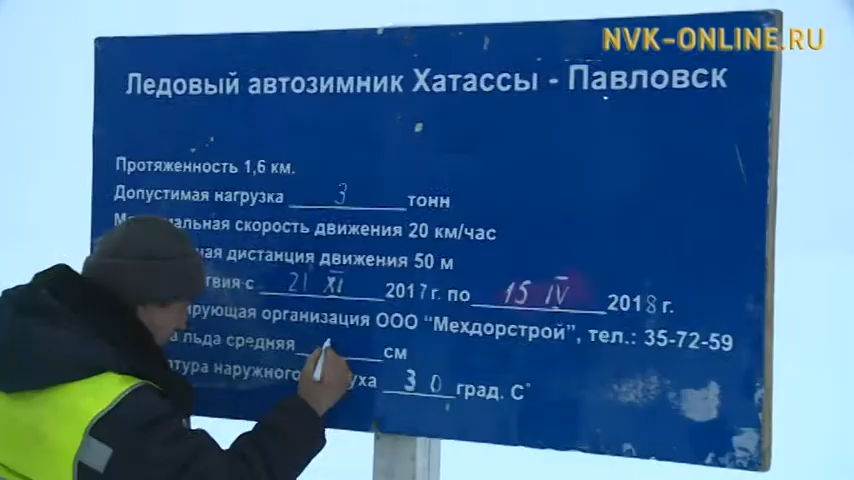 NVK-ONLINE.RU
Ледовый автозимник Хатассы - Павловск
Протяженность 1,6 км.
Допустимая нагрузка 3 тонн
скорость движения 20 км/час
дистанция движения 50 м
с 21 XI 2017 г. по 15 IV 2018 г.
организация ООО "Мехдорстрой", тел.: 35-72-59
льда средняя см
наружного 30 град. С°